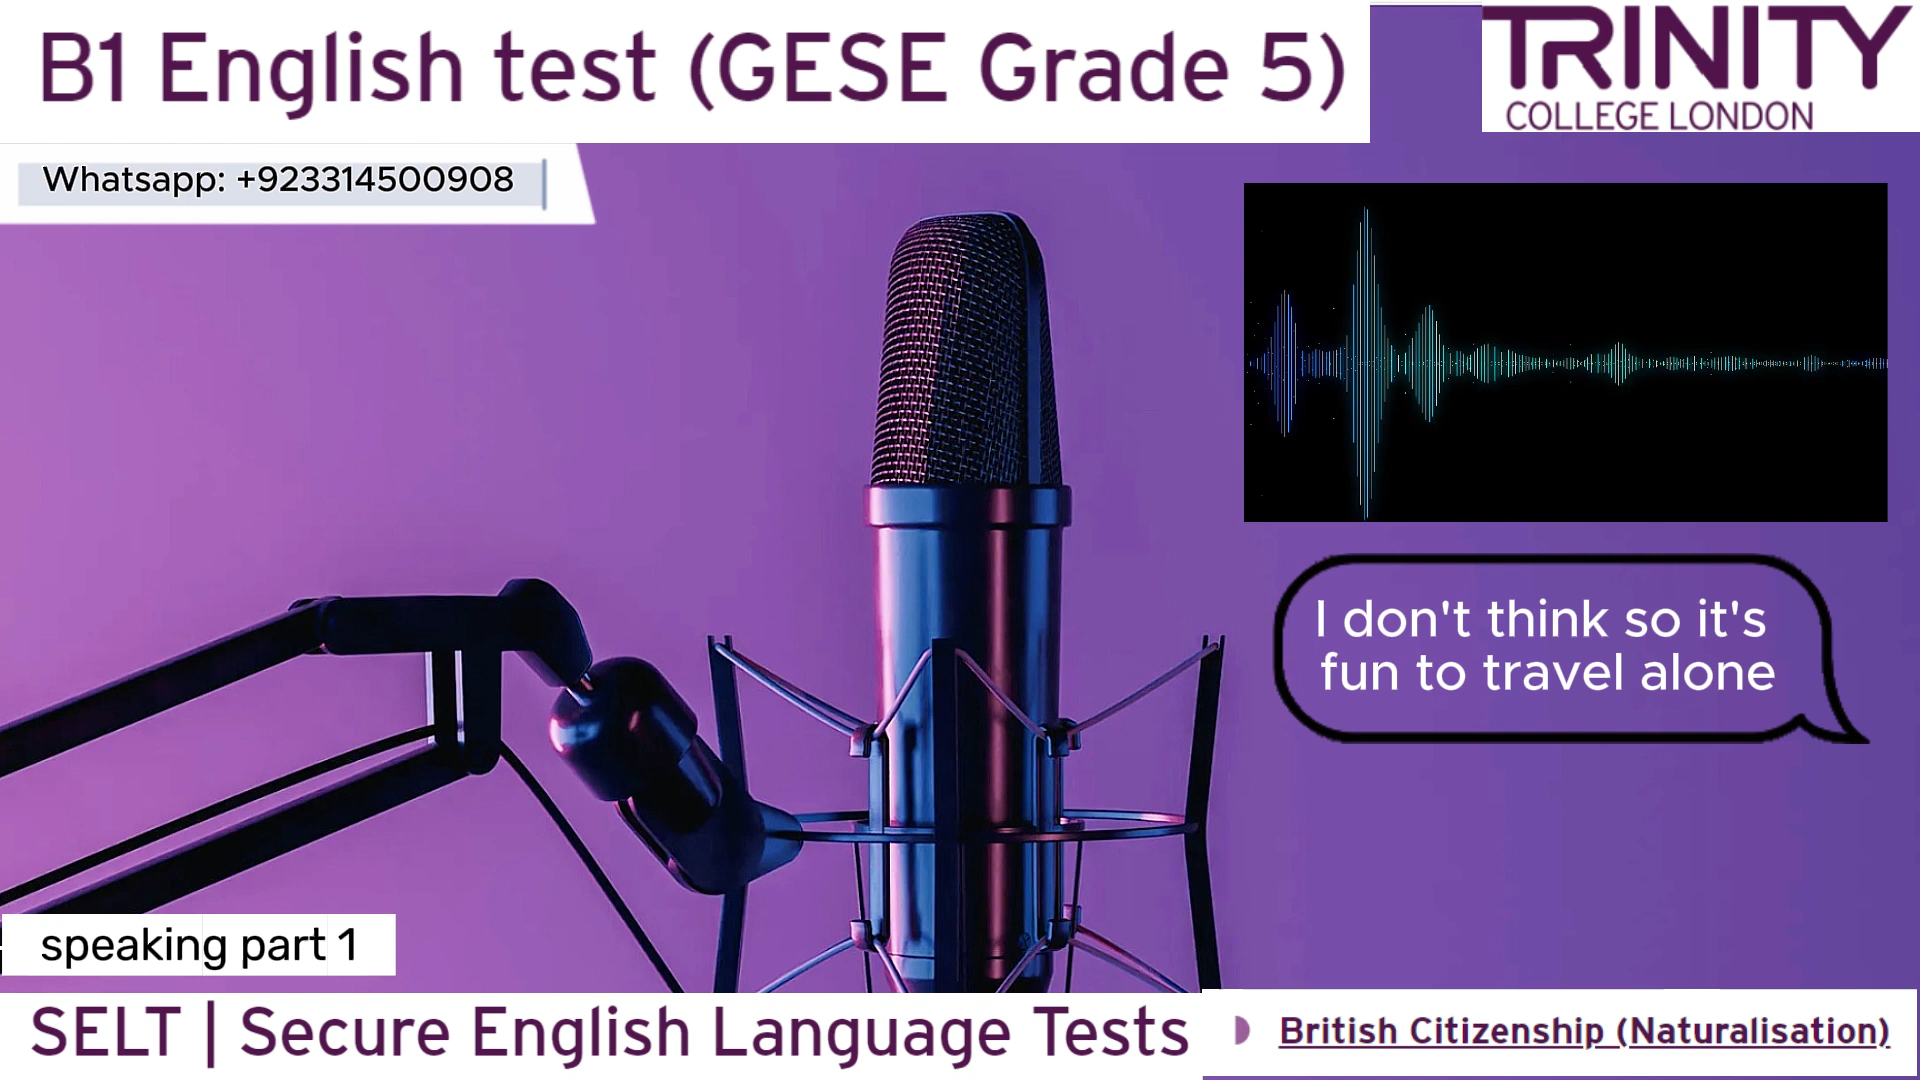 B1 English test (GESE Grade 5)
TRINITY
COLLEGE LONDON
Whatsapp: +923314500908
I don't think so it's
fun to travel alone
speaking part 1
SELT | Secure English Language Tests
British Citizenship (Naturalisation)